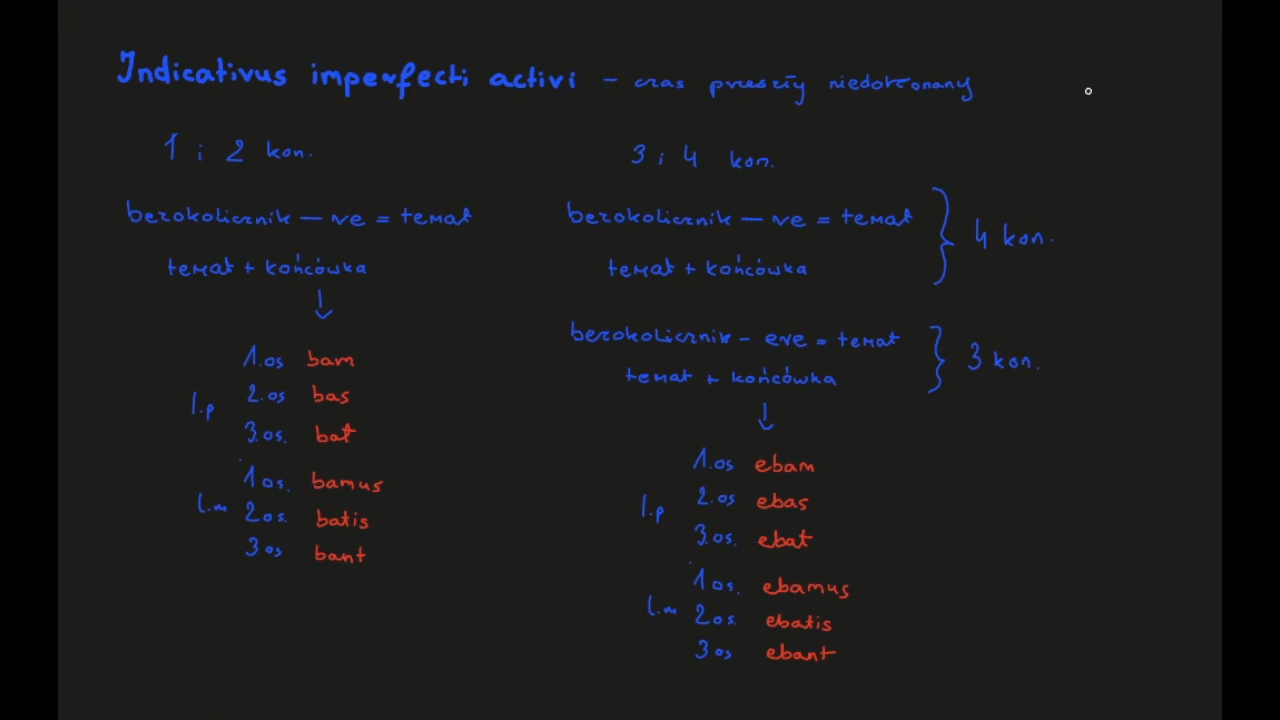 Indicativus imperfecti activi - czas przeszły niedokonany
1 i 2 kon.
bezokolicznik — re = temat
temat + końcówka
↓
l.p
1.os bam
2.os bas
3.os. bat
l.m
1 os. bamus
2 os. batis
3 os bant
3 i 4 kon.
bezokolicznik — re = temat
temat + końcówka
} 4 kon.
bezokolicznik - ere = temat
temat + końcówka
} 3 kon.
↓
l.p
1.os ebam
2.os ebas
3.os. ebat
l.m
1 os. ebamus
2 os. ebatis
3 os ebant